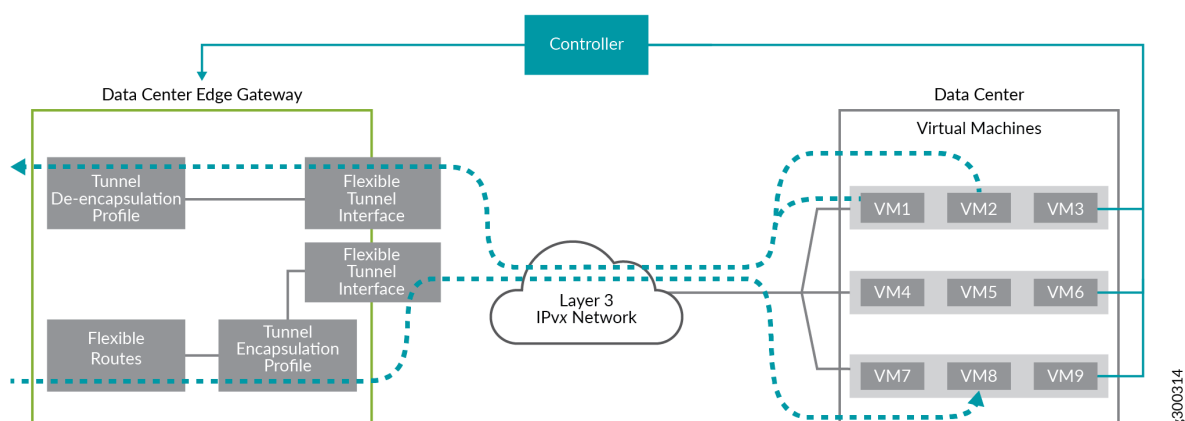 Controller
Data Center Edge Gateway
Data Center
Virtual Machines
Tunnel
De-encapsulation
Profile
Flexible
Tunnel
Interface
VM1
VM2
VM3
Flexible
Tunnel
Interface
Layer 3
IPvx Network
VM4
VM5
VM6
Flexible
Routes
Tunnel
Encapsulation
Profile
VM7
VM8
VM9
300314